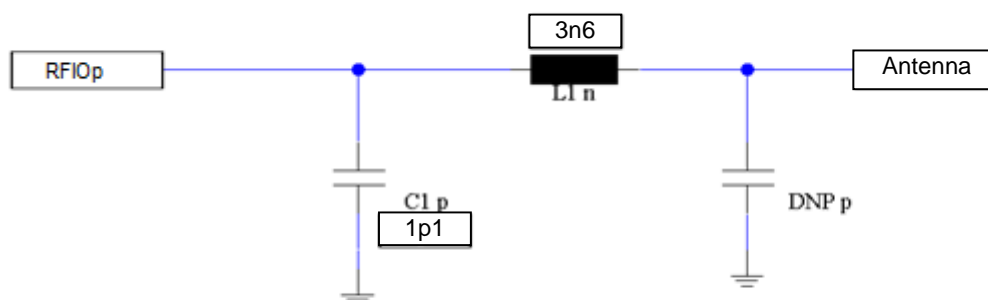 3n6
RFIOp
Antenna
L1 n
C1 p
DNP p
1p1